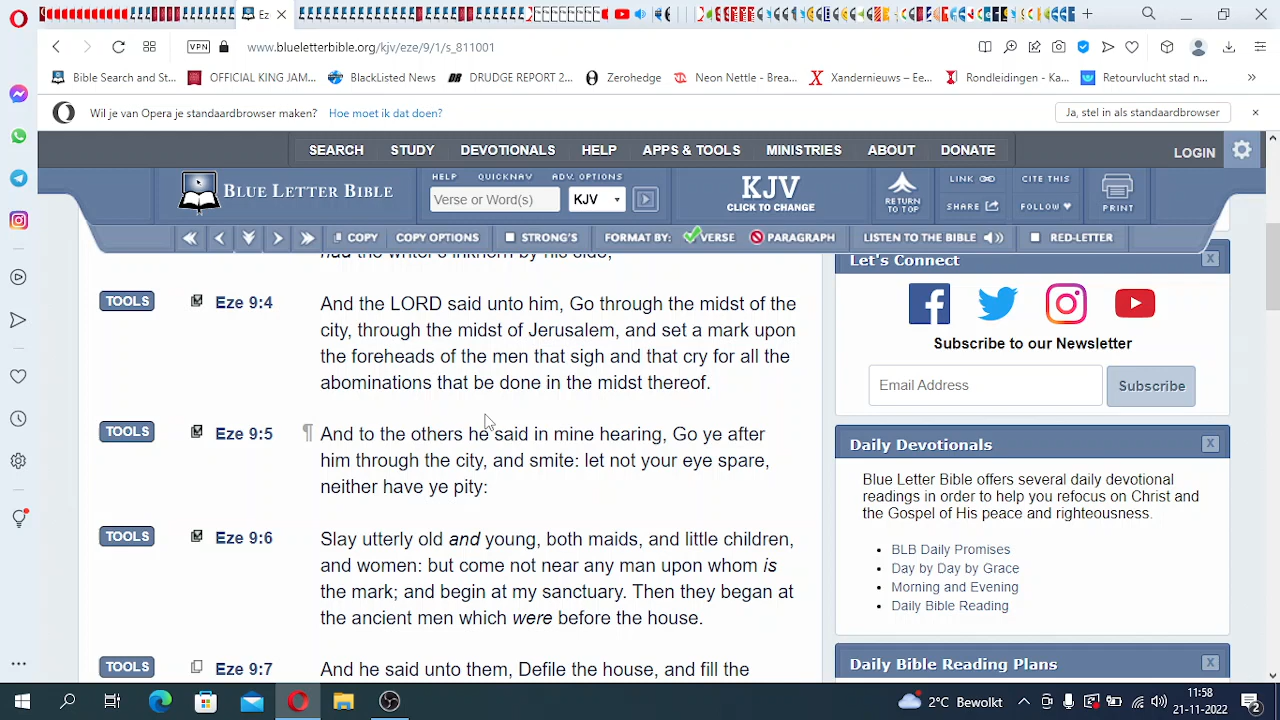 Ez
www.blueletterbible.org/kjv/eze/9/1/s_811001
VPN
Bible Search and St...
OFFICIAL KING JAM...
BlackListed News
DRUDGE REPORT 2...
Zerohedge
Neon Nettle - Brea...
Xandernieuws – Ee...
Rondleidingen - Ka...
Retourvlucht stad n...
Wil je van Opera je standaardbrowser maken? Hoe moet ik dat doen?
Ja, stel in als standaardbrowser
SEARCH STUDY DEVOTIONALS HELP APPS & TOOLS MINISTRIES ABOUT DONATE
LOGIN
BLUE LETTER BIBLE
HELP QUICKNAV ADV. OPTIONS
Verse or Word(s)
KJV
KJV
CLICK TO CHANGE
RETURN
TO TOP
LINK
SHARE
CITE THIS
FOLLOW
PRINT
COPY COPY OPTIONS STRONG'S FORMAT BY: VERSE PARAGRAPH LISTEN TO THE BIBLE RED-LETTER
had the writer's inkhorn by his side;
TOOLS Eze 9:4
And the LORD said unto him, Go through the midst of the
city, through the midst of Jerusalem, and set a mark upon
the foreheads of the men that sigh and that cry for all the
abominations that be done in the midst thereof.
TOOLS Eze 9:5
¶ And to the others he said in mine hearing, Go ye after
him through the city, and smite: let not your eye spare,
neither have ye pity:
TOOLS Eze 9:6
Slay utterly old and young, both maids, and little children,
and women: but come not near any man upon whom is
the mark; and begin at my sanctuary. Then they began at
the ancient men which were before the house.
TOOLS Eze 9:7
And he said unto them, Defile the house, and fill the
Let's Connect
Subscribe to our Newsletter
Email Address
Subscribe
Daily Devotionals
Blue Letter Bible offers several daily devotional
readings in order to help you refocus on Christ and
the Gospel of His peace and righteousness.
BLB Daily Promises
Day by Day by Grace
Morning and Evening
Daily Bible Reading
Daily Bible Reading Plans
2°C Bewolkt
11:58
21-11-2022
2